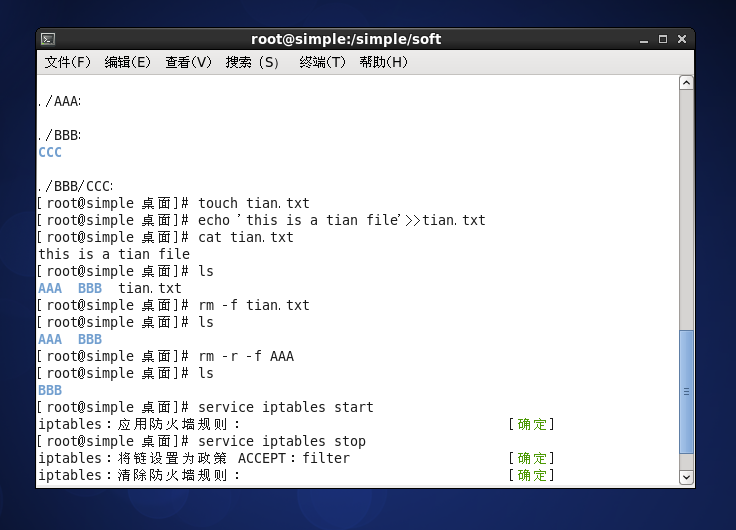 root@simple:/simple/soft
文件(F) 编辑(E) 查看(V) 搜索 (S) 终端(T) 帮助(H)
./AAA:
./BBB:
CCC
./BBB/CCC:
[root@simple 桌面]# touch tian.txt
[root@simple 桌面]# echo 'this is a tian file'>>tian.txt
[root@simple 桌面]# cat tian.txt
this is a tian file
[root@simple 桌面]# ls
AAA  BBB  tian.txt
[root@simple 桌面]# rm -f tian.txt
[root@simple 桌面]# ls
AAA  BBB
[root@simple 桌面]# rm -r -f AAA
[root@simple 桌面]# ls
BBB
[root@simple 桌面]# service iptables start
iptables：应用防火墙规则： [确定]
[root@simple 桌面]# service iptables stop
iptables：将链设置为政策 ACCEPT：filter [确定]
iptables：清除防火墙规则： [确定]